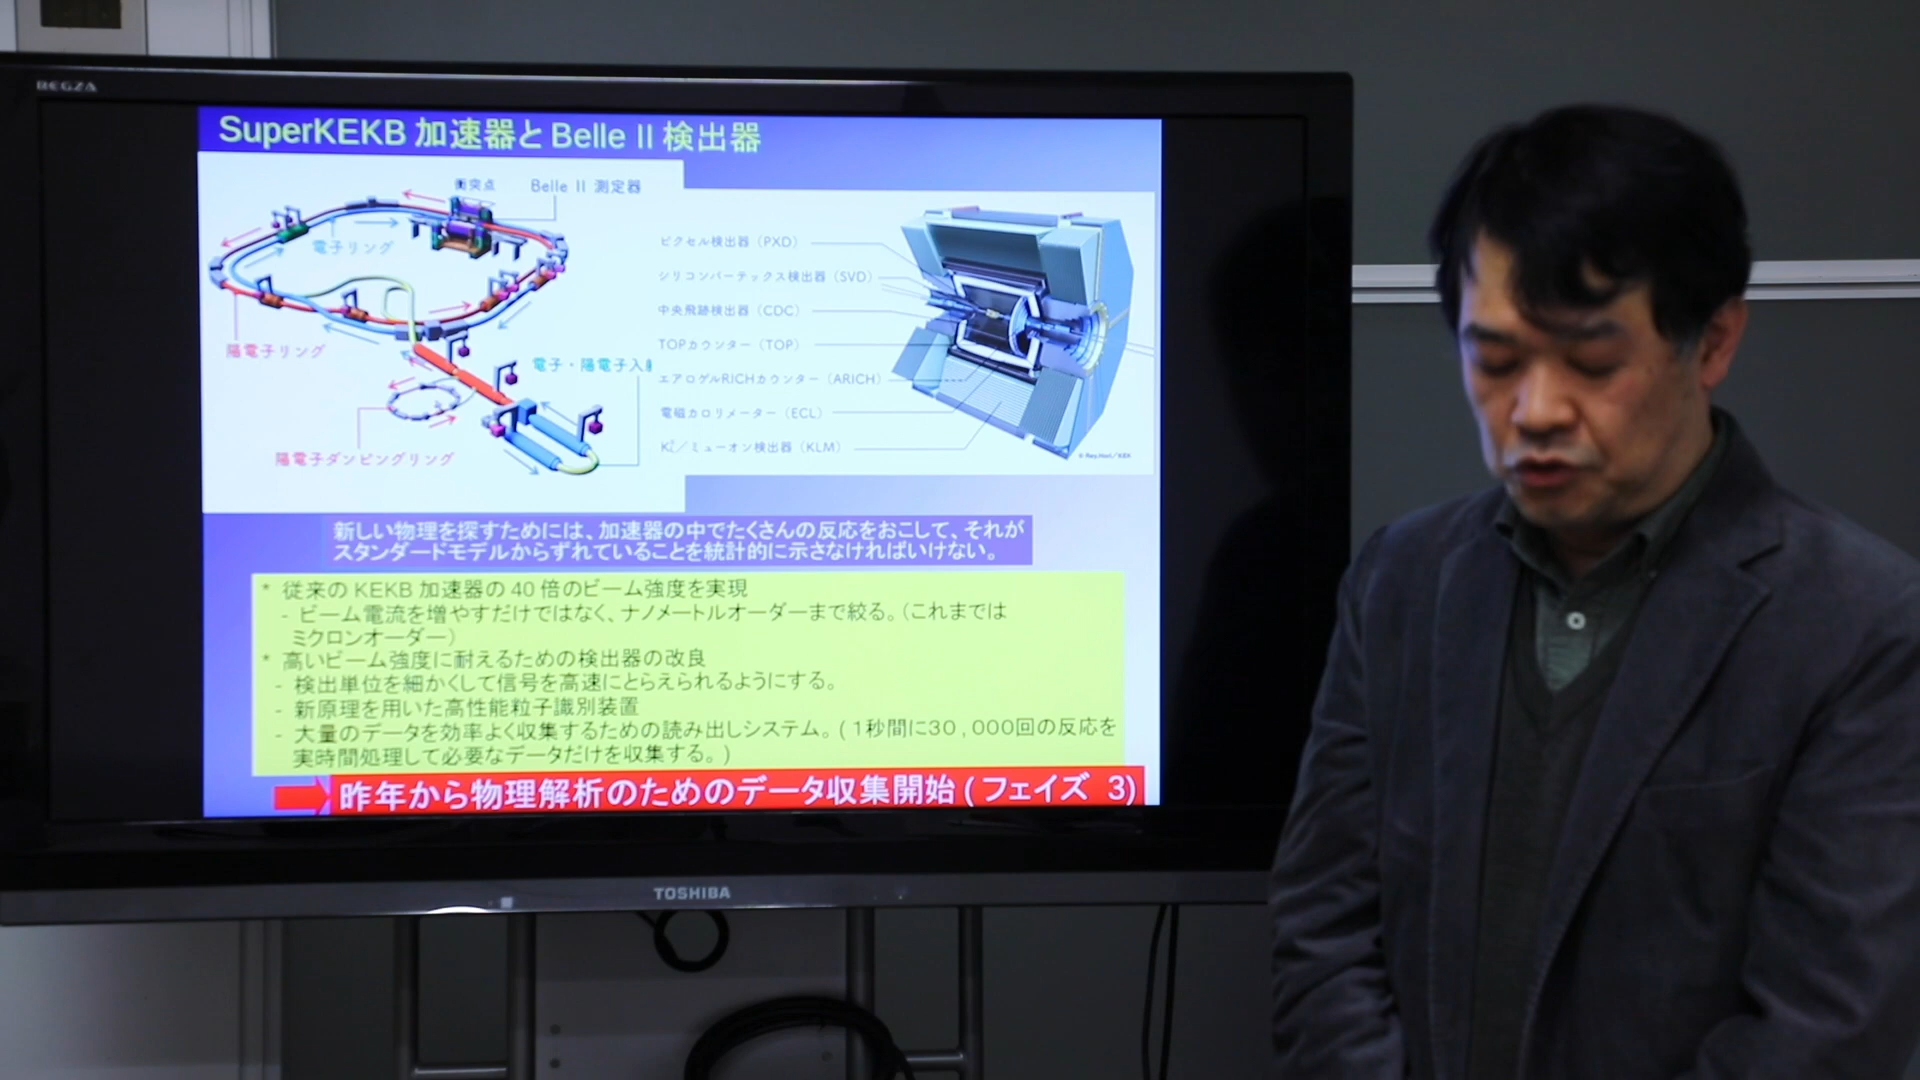 REGZA
SuperKEKB 加速器とBelle II 検出器
衝突点
Belle II 測定器
電子リング
陽電子リング
電子・陽電子入射
陽電子ダンピングリング
ピクセル検出器（PXD）
シリコンバーテックス検出器（SVD）
中央飛跡検出器（CDC）
TOPカウンター（TOP）
エアロゲルRICHカウンター（ARICH）
電磁カロリメーター（ECL）
K⁰ʟ／ミューオン検出器（KLM）
© Rey.Hori／KEK
新しい物理を探すためには、加速器の中でたくさんの反応をおこして、それが
スタンダードモデルからずれていることを統計的に示さなければいけない。
* 従来のKEKB 加速器の40倍のビーム強度を実現
- ビーム電流を増やすだけではなく、ナノメートルオーダーまで絞る。（これまでは
ミクロンオーダー）
* 高いビーム強度に耐えるための検出器の改良
- 検出単位を細かくして信号を高速にとらえられるようにする。
- 新原理を用いた高性能粒子識別装置
- 大量のデータを効率よく収集するための読み出しシステム。( 1秒間に30,000回の反応を
実時間処理して必要なデータだけを収集する。)
昨年から物理解析のためのデータ収集開始 ( フェイズ 3)
TOSHIBA